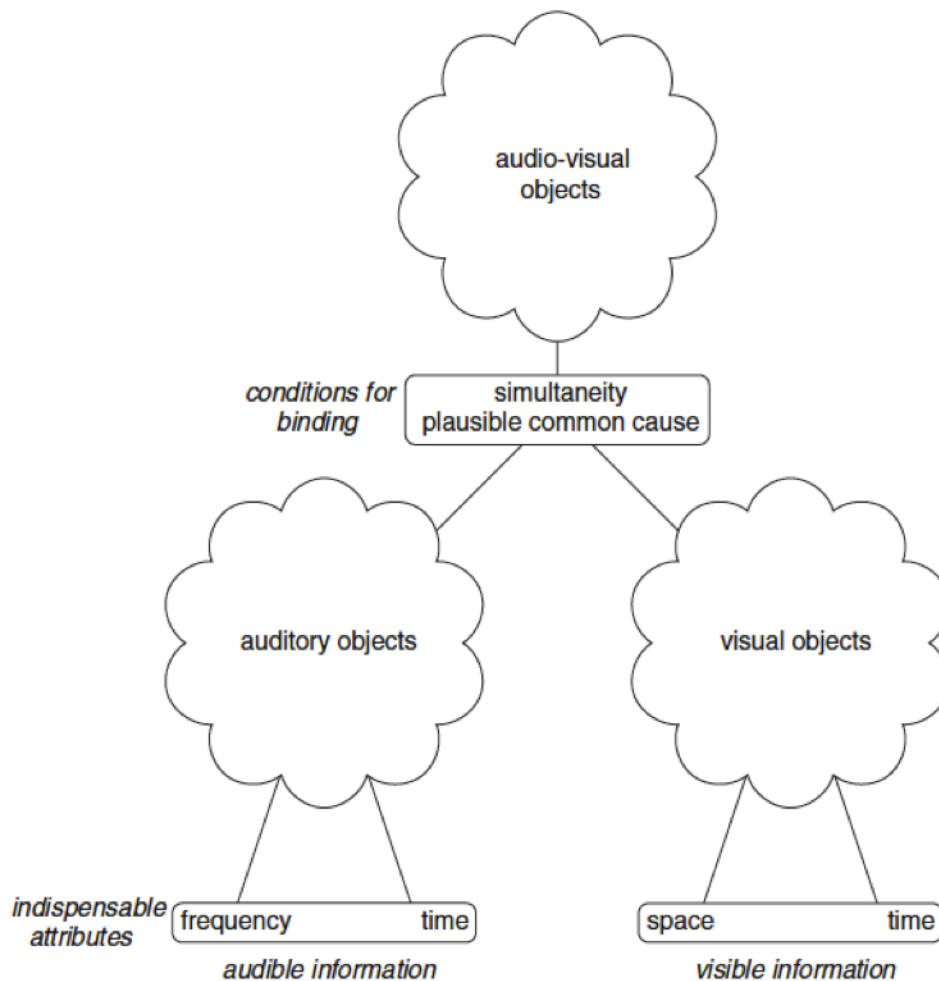 audio-visual
objects
conditions for
binding
simultaneity
plausible common cause
auditory objects
visual objects
indispensable
attributes
frequency
time
space
time
audible information
visible information